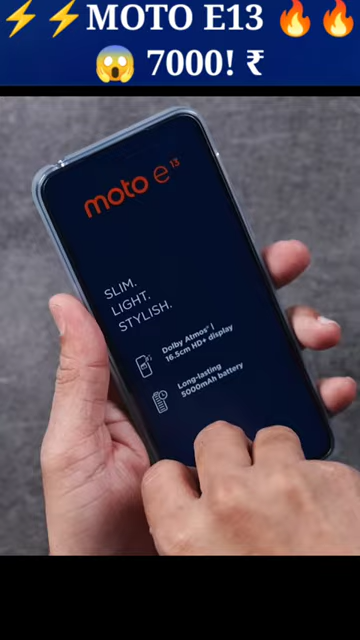 ⚡⚡MOTO E13 🔥🔥
😱 7000! ₹
moto e13
SLIM.
LIGHT.
STYLISH.
Dolby Atmos® |
16.5cm HD+ display
Long-lasting
5000mAh battery